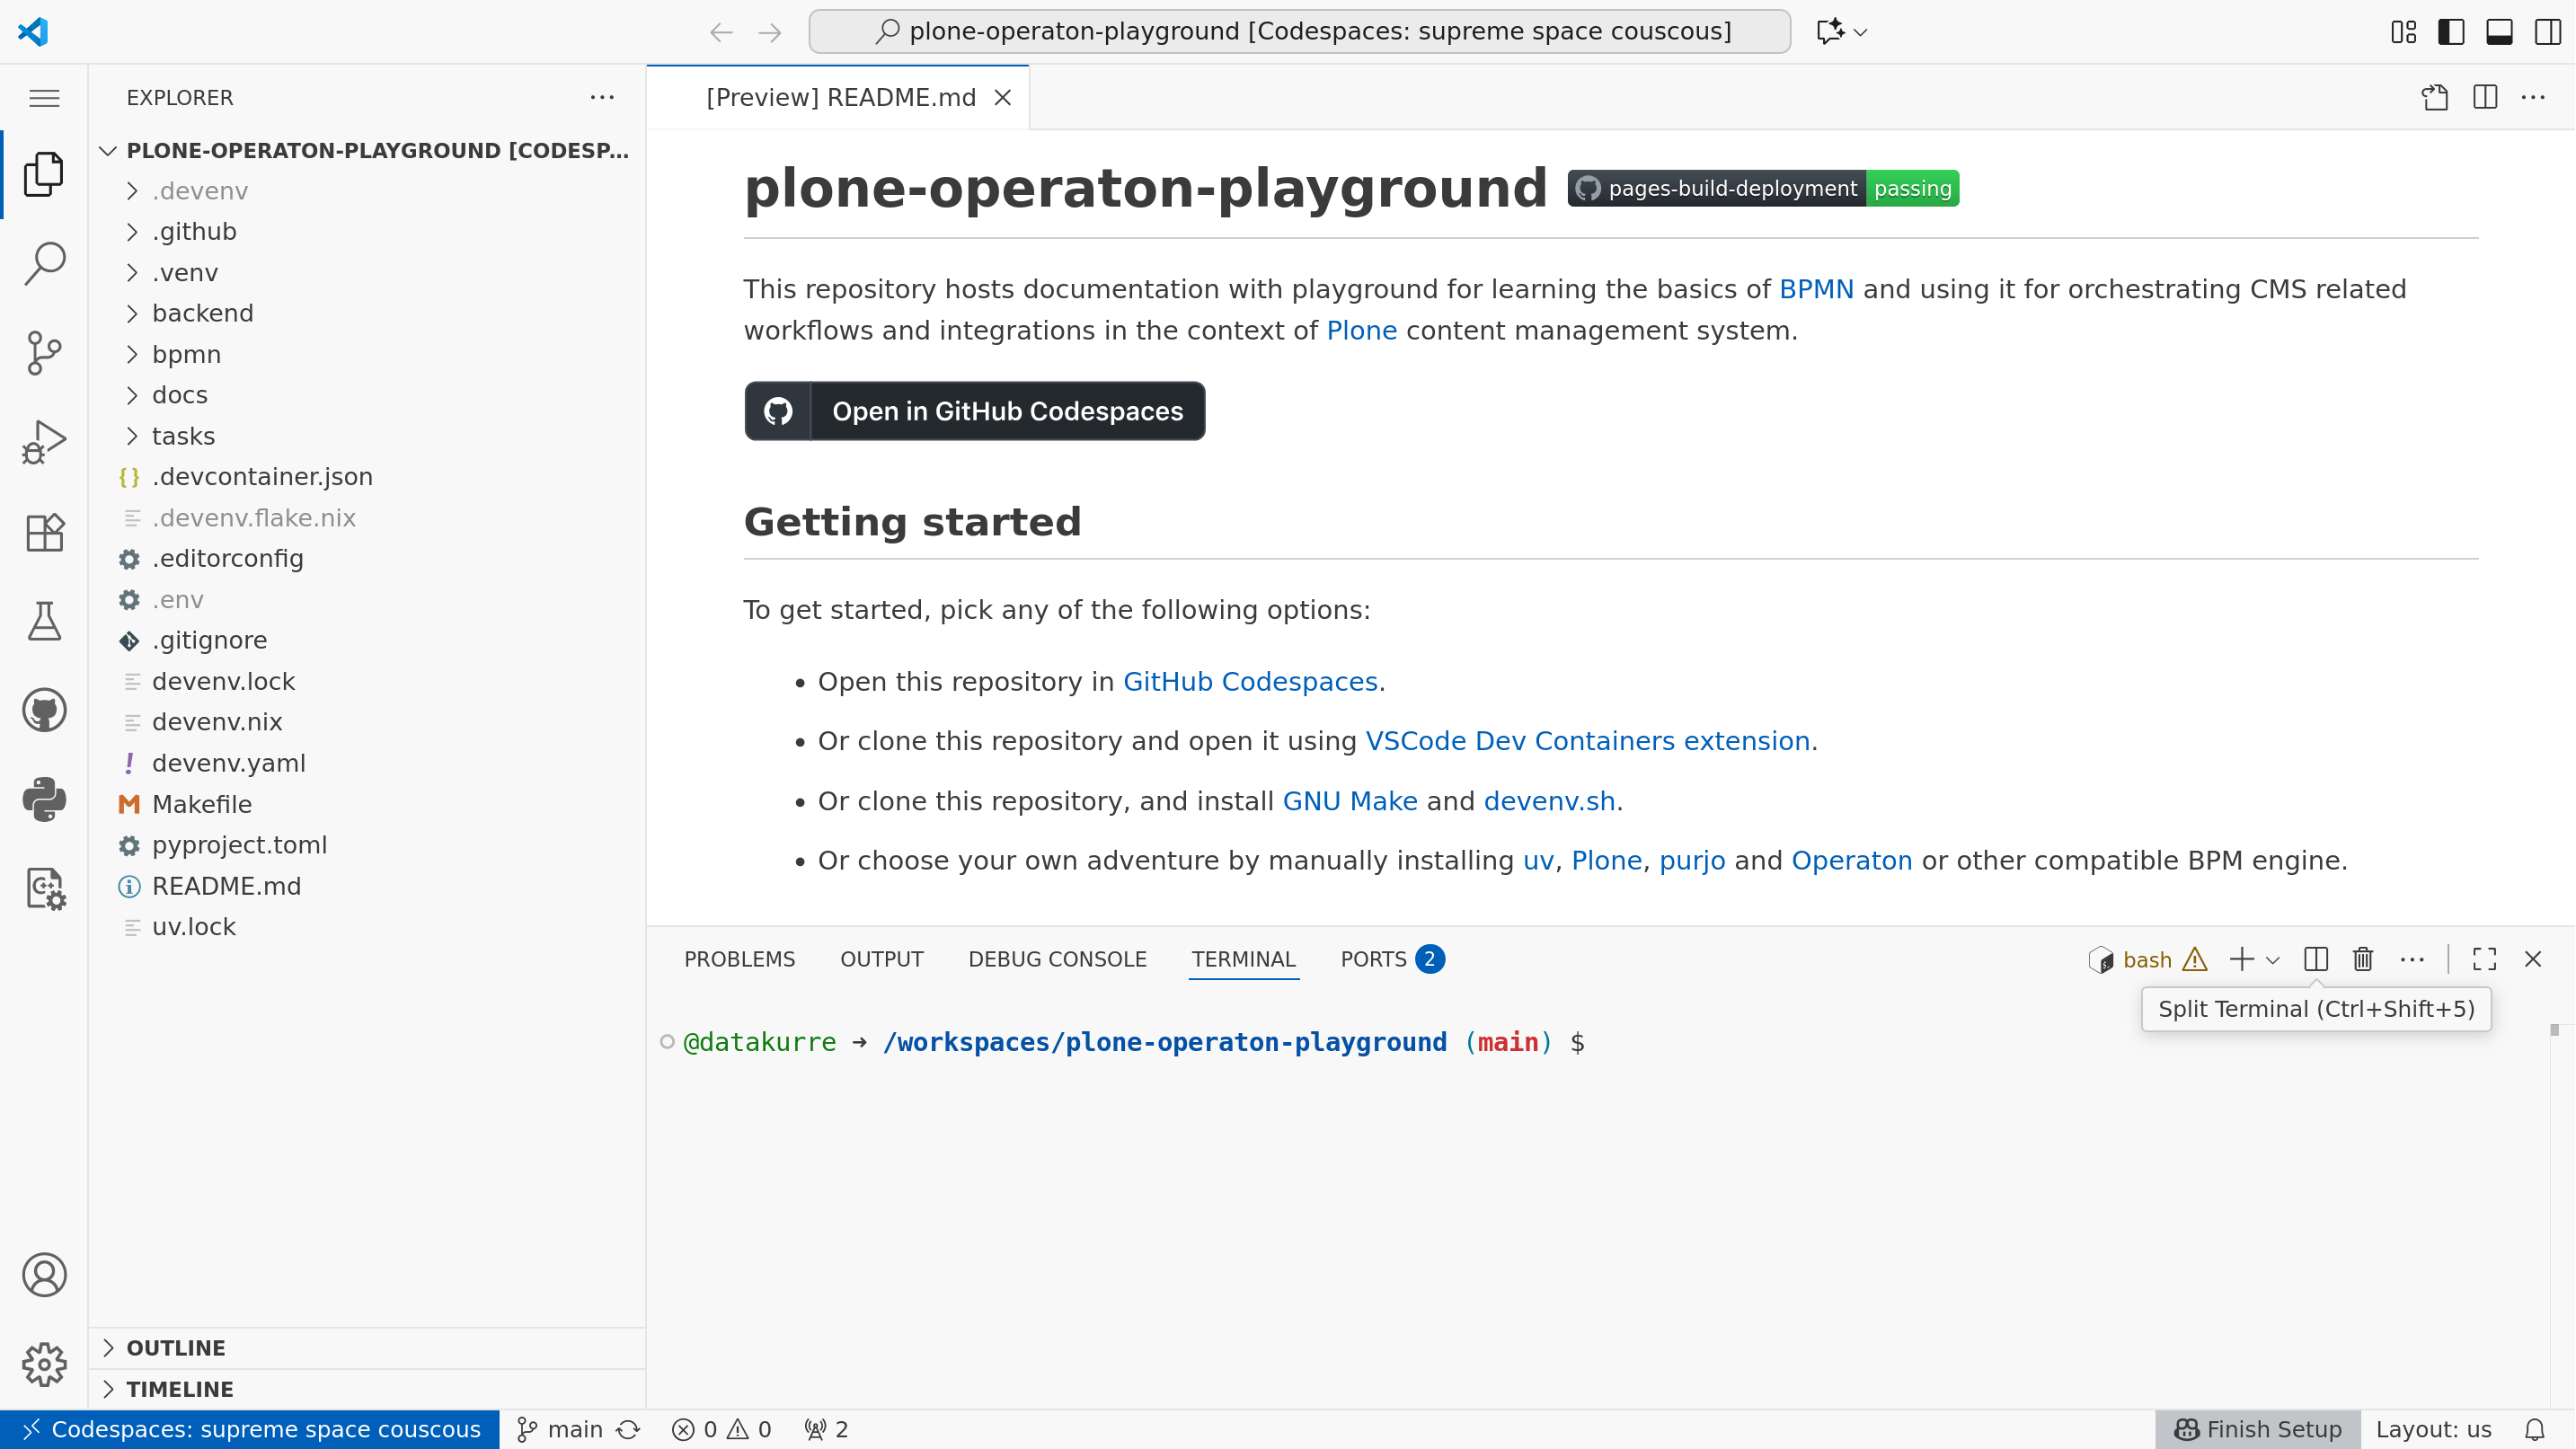 plone-operaton-playground [Codespaces: supreme space couscous]
EXPLORER
PLONE-OPERATON-PLAYGROUND [CODESP...
.devenv
.github
.venv
backend
bpmn
docs
tasks
.devcontainer.json
.devenv.flake.nix
.editorconfig
.env
.gitignore
devenv.lock
devenv.nix
devenv.yaml
Makefile
pyproject.toml
README.md
uv.lock
OUTLINE
TIMELINE
[Preview] README.md
plone-operaton-playground pages-build-deployment passing
This repository hosts documentation with playground for learning the basics of BPMN and using it for orchestrating CMS related
workflows and integrations in the context of Plone content management system.
Open in GitHub Codespaces
Getting started
To get started, pick any of the following options:
• Open this repository in GitHub Codespaces.
• Or clone this repository and open it using VSCode Dev Containers extension.
• Or clone this repository, and install GNU Make and devenv.sh.
• Or choose your own adventure by manually installing uv, Plone, purjo and Operaton or other compatible BPM engine.
PROBLEMS OUTPUT DEBUG CONSOLE TERMINAL PORTS 2 bash
Split Terminal (Ctrl+Shift+5)
@datakurre ➜ /workspaces/plone-operaton-playground (main) $
Codespaces: supreme space couscous main 0 0 2 Finish Setup Layout: us